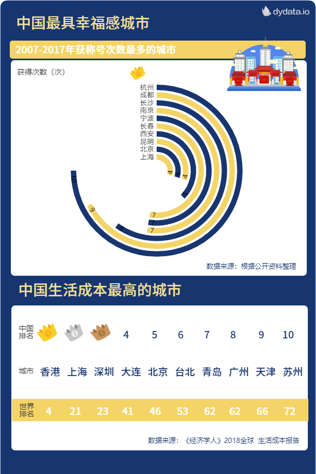 dydata.io
中国最具幸福感城市
2007-2017年获称号次数最多的城市
获得次数（次）
杭州
成都
长沙
南京
宁波
长春
西安
昆明
北京
上海
4
4
9
7
7
数据来源：根据公开资料整理
中国生活成本最高的城市
中国排名 4 5 6 7 8 9 10
城市 香港 上海 深圳 大连 北京 台北 青岛 广州 天津 苏州
世界排名 4 21 23 41 46 53 62 62 66 72
数据来源：《经济学人》2018全球 生活成本报告